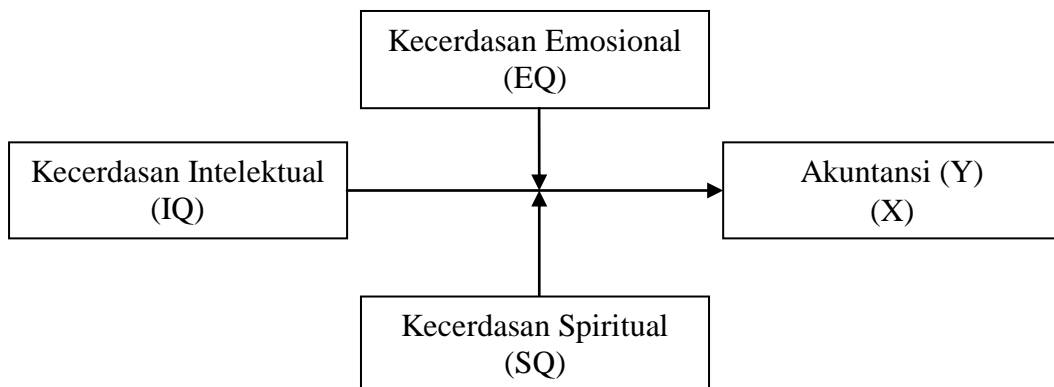 Kecerdasan Emosional
(EQ)
Kecerdasan Intelektual
(IQ)
Akuntansi (Y)
(X)
Kecerdasan Spiritual
(SQ)